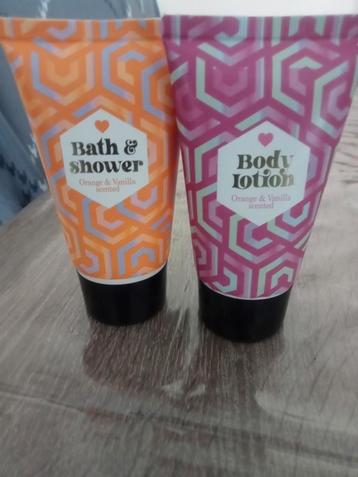 Bath &
shower
Orange & Vanilla
scented
Body
lotion
Orange & Vanilla
scented